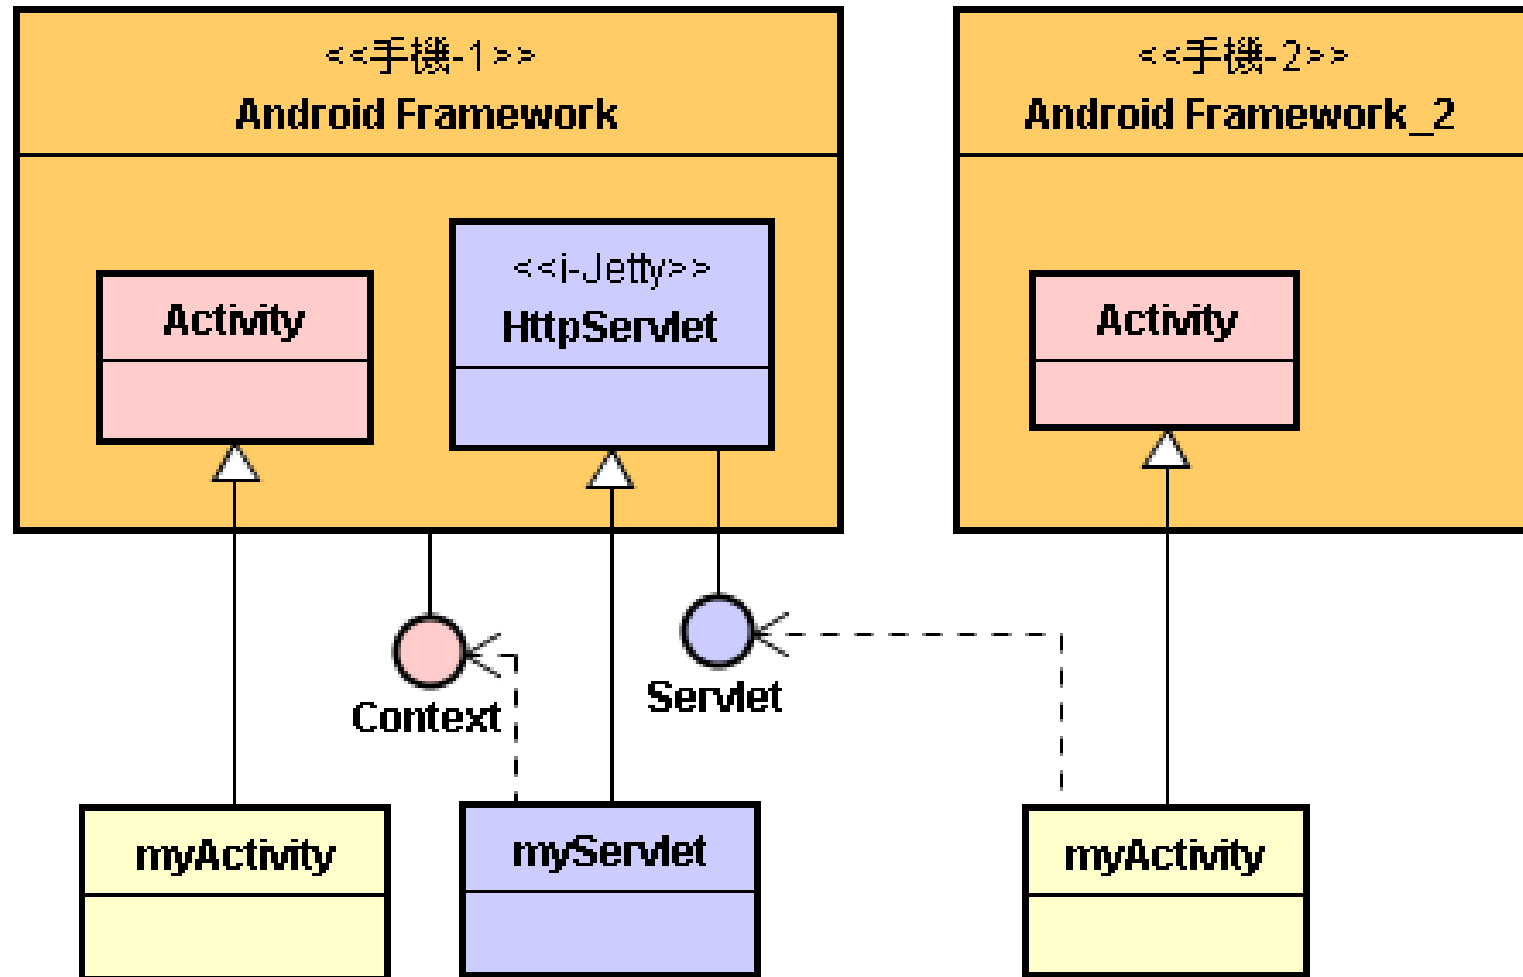 <<手機-1>>
Android Framework
<<i-Jetty>>
HttpServlet
Activity
Context
Servlet
myActivity
myServlet
<<手機-2>>
Android Framework_2
Activity
myActivity